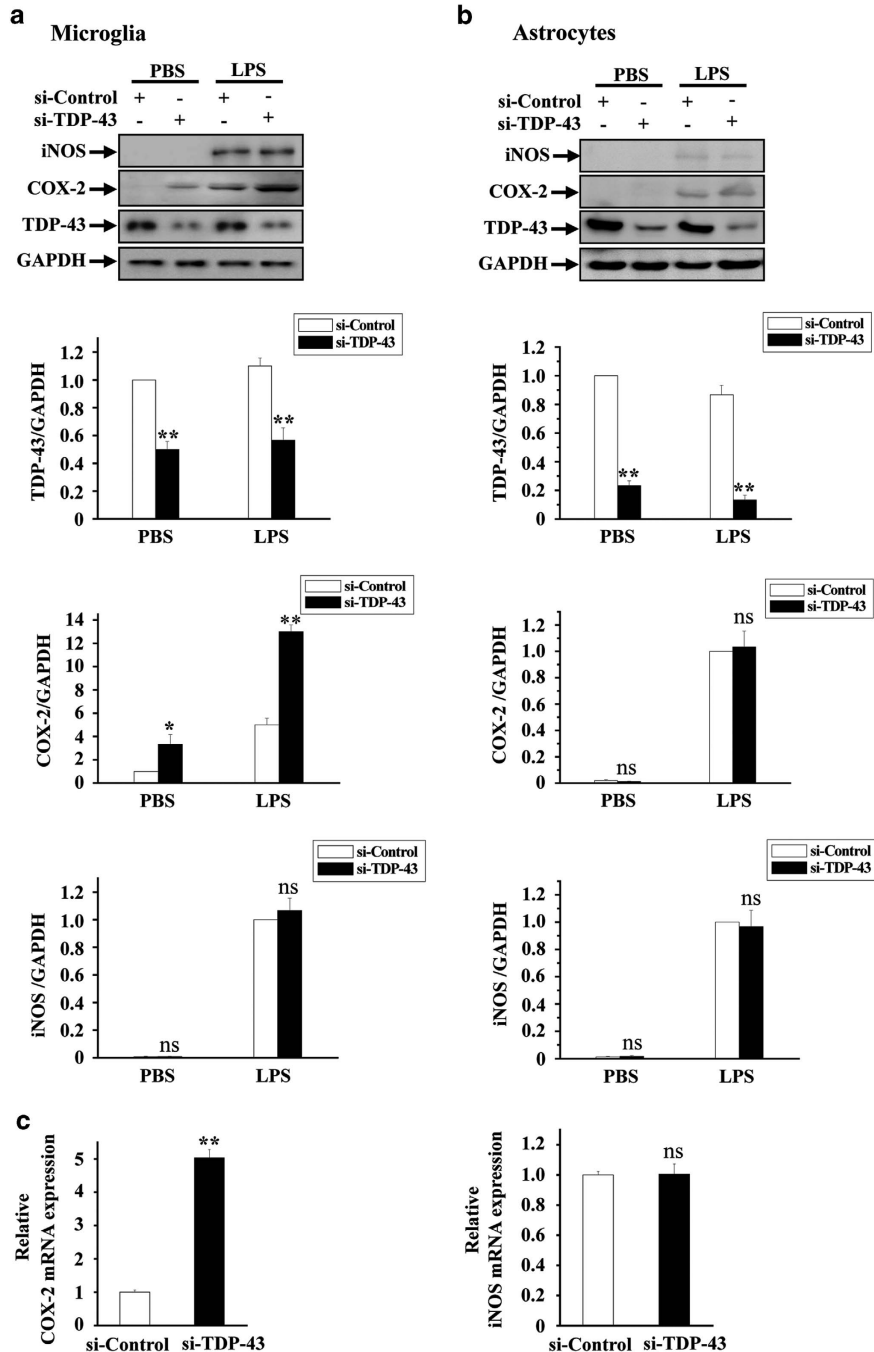 a
Microglia
PBS LPS
si-Control + - + -
si-TDP-43 - + - +
iNOS
COX-2
TDP-43
GAPDH
si-Control
si-TDP-43
TDP-43/GAPDH
1.2
1.0
0.8
0.6
0.4
0.2
0
** **
PBS LPS
si-Control
si-TDP-43
COX-2/GAPDH
14
12
10
8
6
4
2
0
* **
PBS LPS
si-Control
si-TDP-43
iNOS /GAPDH
1.2
1.0
0.8
0.6
0.4
0.2
0
ns ns
PBS LPS
b
Astrocytes
PBS LPS
si-Control + - + -
si-TDP-43 - + - +
iNOS
COX-2
TDP-43
GAPDH
si-Control
si-TDP-43
TDP-43/GAPDH
1.2
1.0
0.8
0.6
0.4
0.2
0
** **
PBS LPS
si-Control
si-TDP-43
COX-2 /GAPDH
1.2
1.0
0.8
0.6
0.4
0.2
0
ns ns
PBS LPS
si-Control
si-TDP-43
iNOS /GAPDH
1.2
1.0
0.8
0.6
0.4
0.2
0
ns ns
PBS LPS
c
Relative
COX-2 mRNA expression
5
4
3
2
1
0
**
si-Control si-TDP-43
Relative
iNOS mRNA expression
1.2
1.0
0.8
0.6
0.4
0.2
0
ns
si-Control si-TDP-43